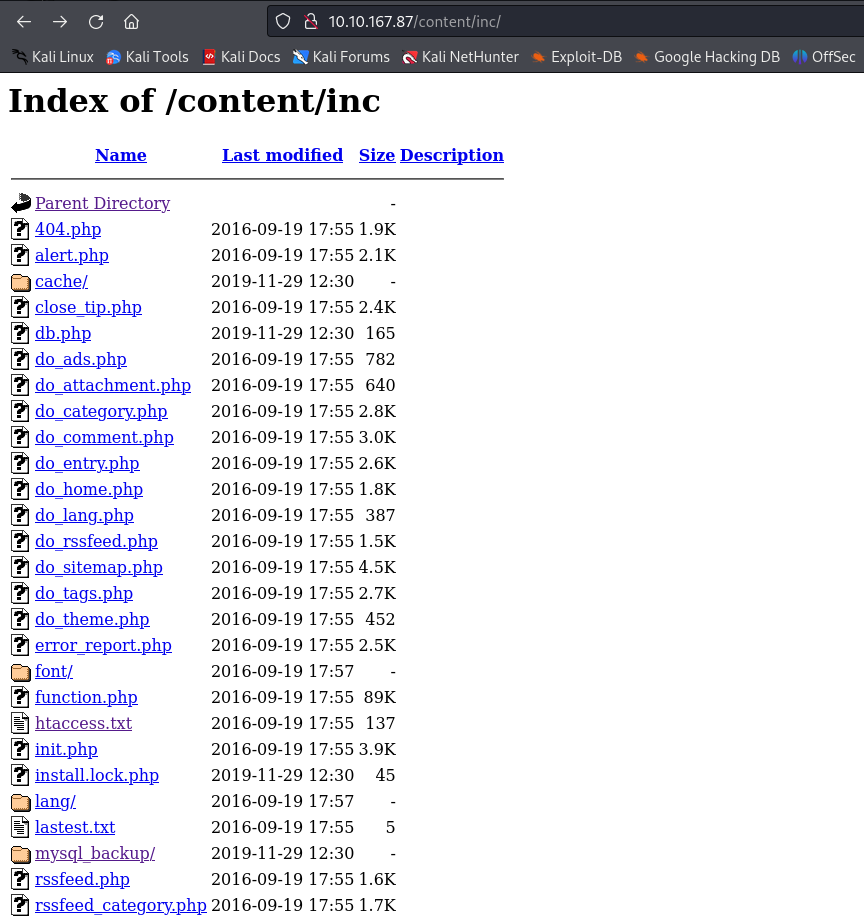 10.10.167.87/content/inc/
Kali Linux Kali Tools Kali Docs Kali Forums Kali NetHunter Exploit-DB Google Hacking DB OffSec
Index of /content/inc
Name Last modified Size Description
Parent Directory -
404.php 2016-09-19 17:55 1.9K
alert.php 2016-09-19 17:55 2.1K
cache/ 2019-11-29 12:30 -
close_tip.php 2016-09-19 17:55 2.4K
db.php 2019-11-29 12:30 165
do_ads.php 2016-09-19 17:55 782
do_attachment.php 2016-09-19 17:55 640
do_category.php 2016-09-19 17:55 2.8K
do_comment.php 2016-09-19 17:55 3.0K
do_entry.php 2016-09-19 17:55 2.6K
do_home.php 2016-09-19 17:55 1.8K
do_lang.php 2016-09-19 17:55 387
do_rssfeed.php 2016-09-19 17:55 1.5K
do_sitemap.php 2016-09-19 17:55 4.5K
do_tags.php 2016-09-19 17:55 2.7K
do_theme.php 2016-09-19 17:55 452
error_report.php 2016-09-19 17:55 2.5K
font/ 2016-09-19 17:57 -
function.php 2016-09-19 17:55 89K
htaccess.txt 2016-09-19 17:55 137
init.php 2016-09-19 17:55 3.9K
install.lock.php 2019-11-29 12:30 45
lang/ 2016-09-19 17:57 -
lastest.txt 2016-09-19 17:55 5
mysql_backup/ 2019-11-29 12:30 -
rssfeed.php 2016-09-19 17:55 1.6K
rssfeed_category.php 2016-09-19 17:55 1.7K